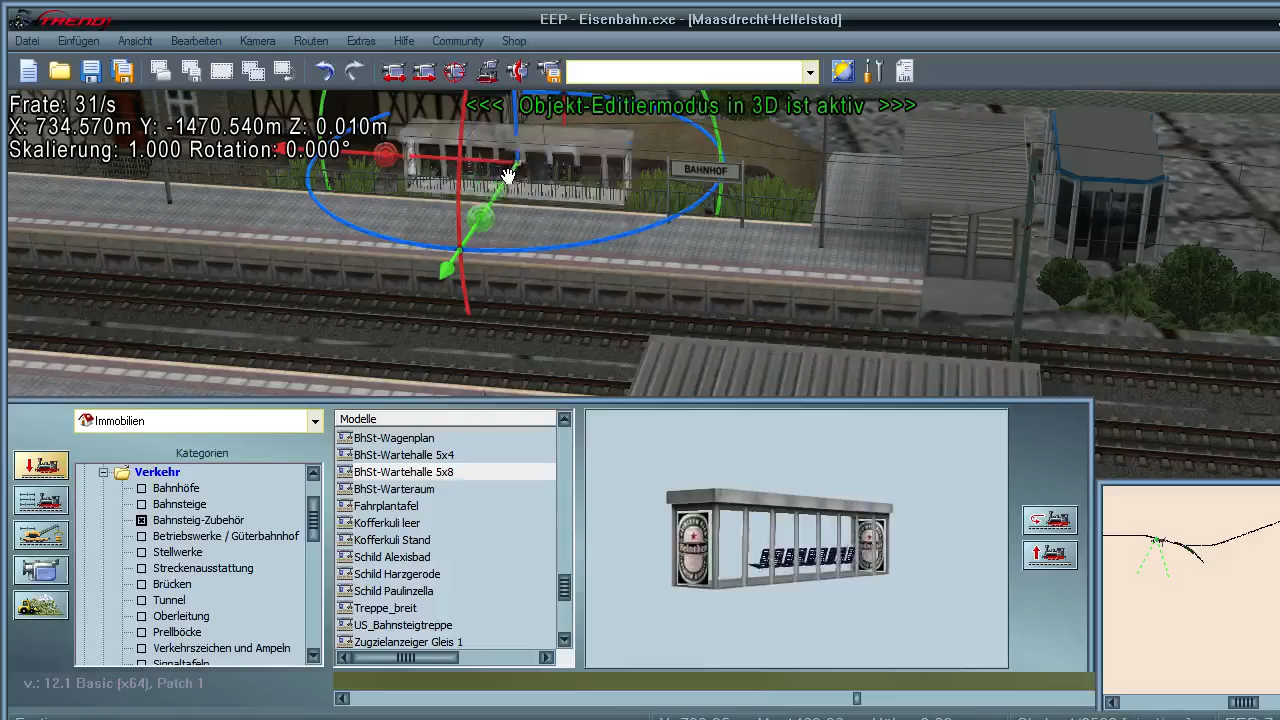 TREND
EEP - Eisenbahn.exe - [Maasdrecht-Hellelstad]
Datei Einfügen Ansicht Bearbeiten Kamera Routen Extras Hilfe Community Shop
LUA
Frate: 31/s
<<< Objekt-Editiermodus in 3D ist aktiv >>>
X: 734.570m Y: -1470.540m Z: 0.010m
Skalierung: 1.000 Rotation: 0.000°
BAHNHOF
Immobilien
Kategorien
Verkehr
Bahnhöfe
Bahnsteige
Bahnsteig-Zubehör
Betriebswerke / Güterbahnhof
Stellwerke
Streckenausstattung
Brücken
Tunnel
Oberleitung
Prellböcke
Verkehrszeichen und Ampeln
Signaltafeln
Modelle
BhSt-Wagenplan
BhSt-Wartehalle 5x4
BhSt-Wartehalle 5x8
BhSt-Warteraum
Fahrplantafel
Kofferkuli leer
Kofferkuli Stand
Schild Alexisbad
Schild Harzgerode
Schild Paulinzella
Treppe_breit
US_Bahnsteigtreppe
Zugzielanzeiger Gleis 1
Heineken
v.: 12.1 Basic (x64), Patch 1